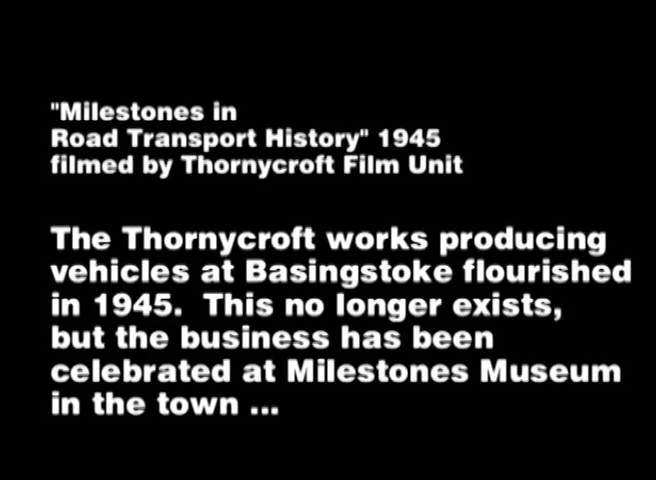 "Milestones in
Road Transport History" 1945
filmed by Thornycroft Film Unit
The Thornycroft works producing
vehicles at Basingstoke flourished
in 1945.  This no longer exists,
but the business has been
celebrated at Milestones Museum
in the town ...